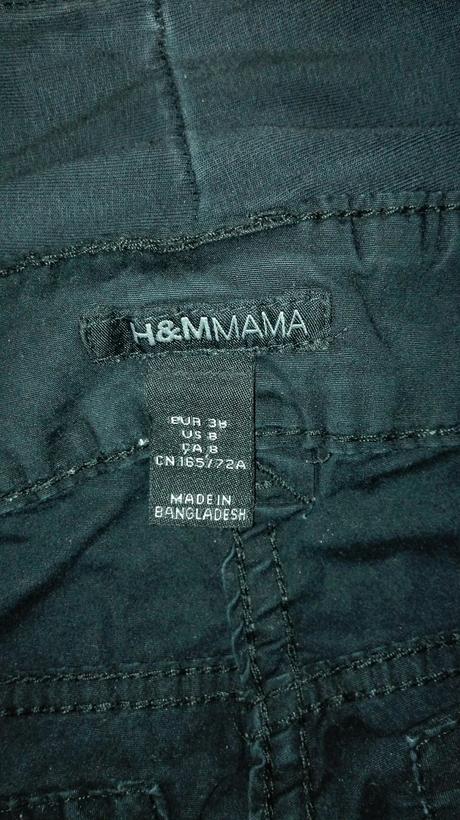 H&MMAMA
EUR 38
US 8
CA 8
CN 165/72A
MADE IN
BANGLADESH